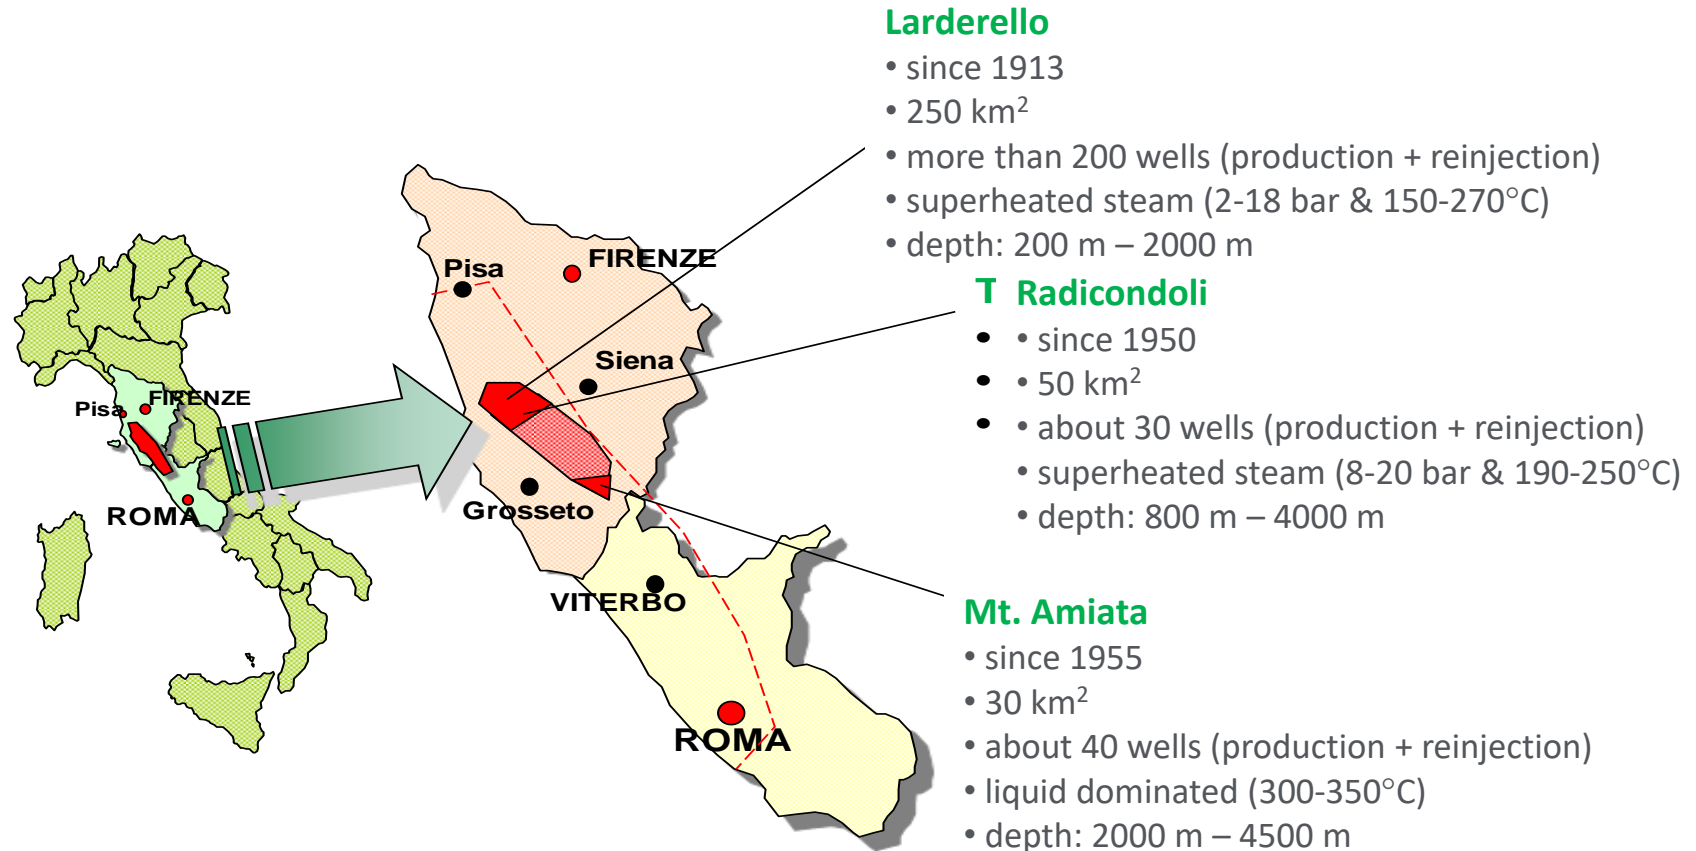 Larderello
• since 1913
• 250 km²
• more than 200 wells (production + reinjection)
• superheated steam (2-18 bar & 150-270°C)
• depth: 200 m – 2000 m
T Radicondoli
• • since 1950
• • 50 km²
• • about 30 wells (production + reinjection)
• superheated steam (8-20 bar & 190-250°C)
• depth: 800 m – 4000 m
Mt. Amiata
• since 1955
• 30 km²
• about 40 wells (production + reinjection)
• liquid dominated (300-350°C)
• depth: 2000 m – 4500 m
Pisa
FIRENZE
Siena
Grosseto
VITERBO
ROMA
Pisa
FIRENZE
ROMA